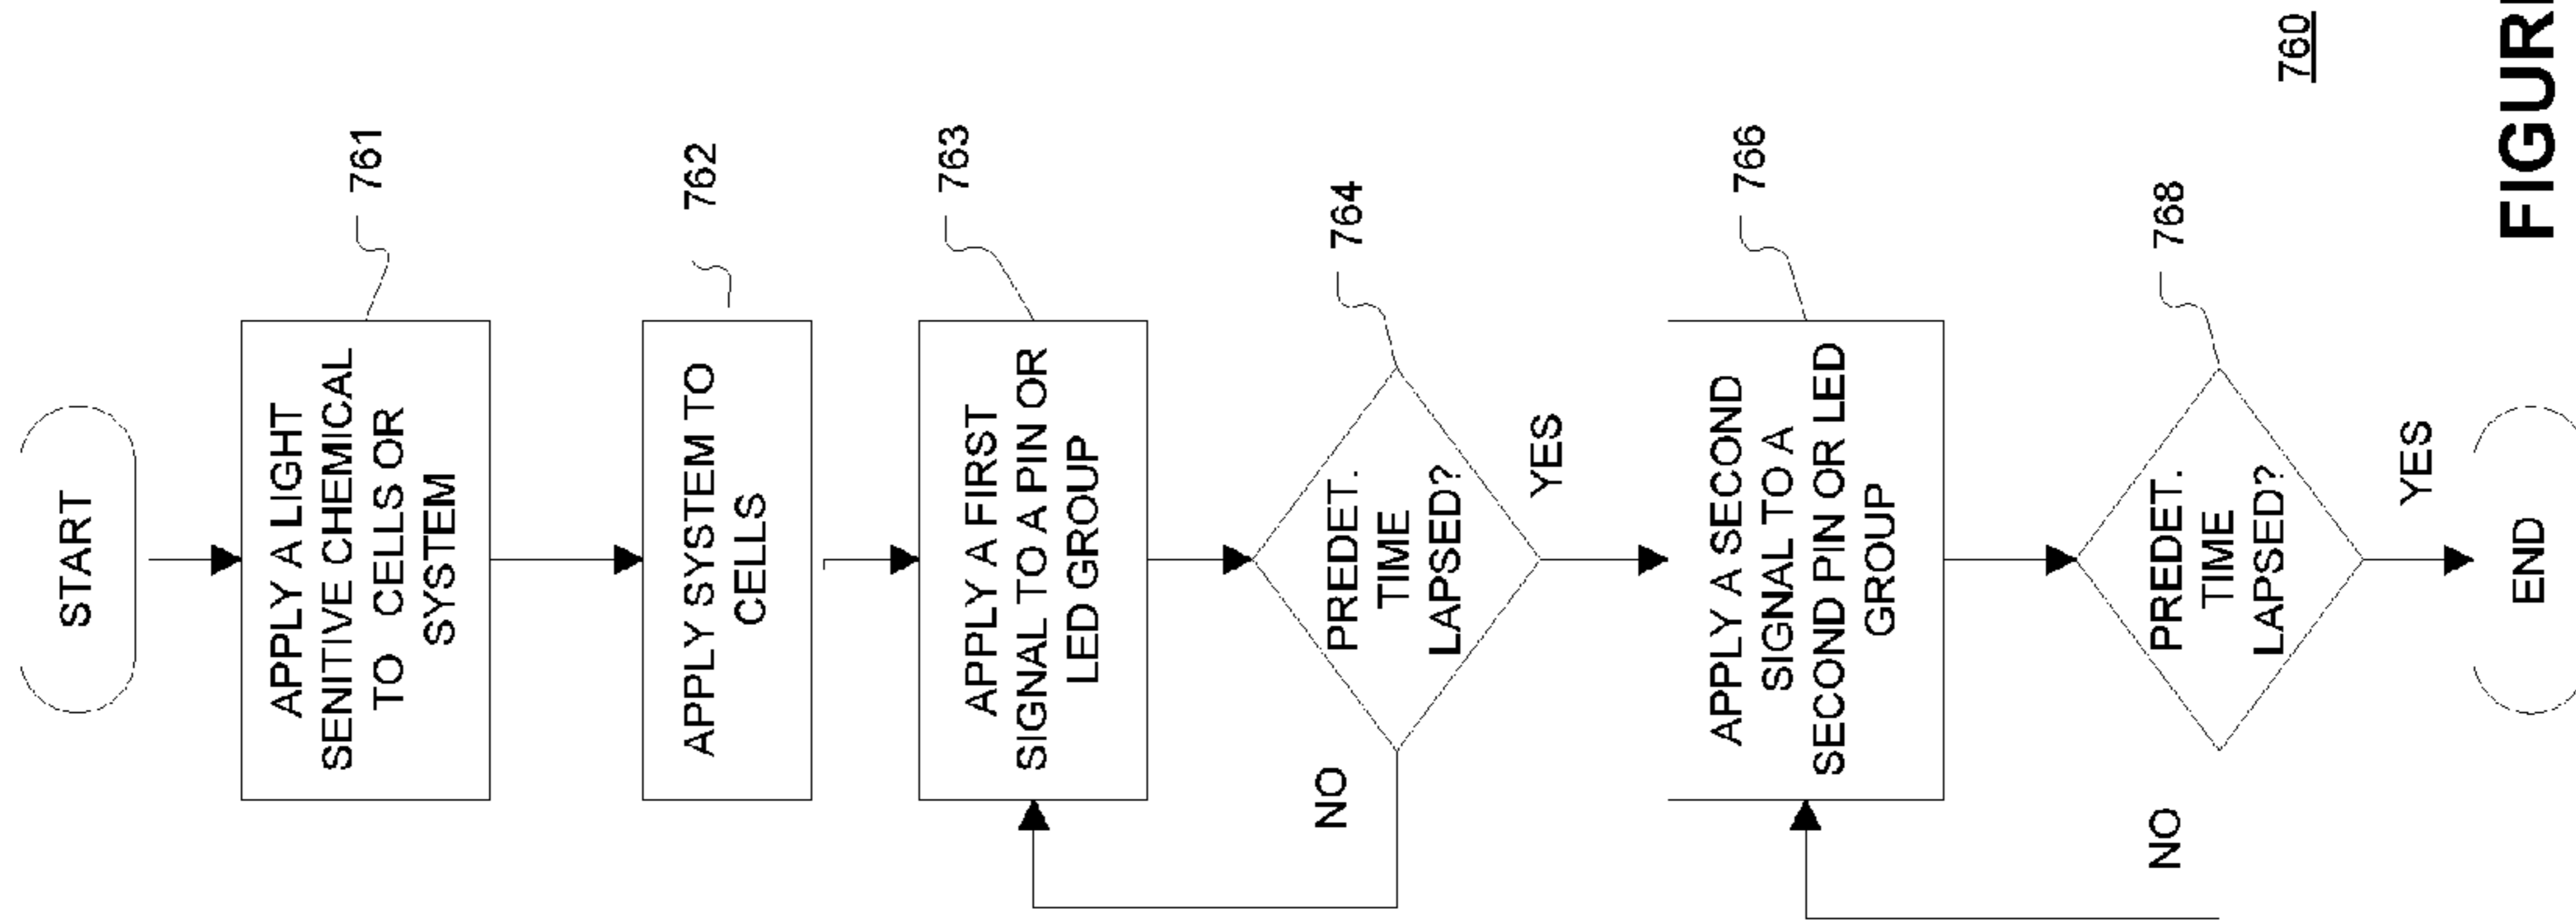 START
APPLY A LIGHT
SENITIVE CHEMICAL
TO CELLS OR
SYSTEM
761
APPLY SYSTEM TO
CELLS
762
APPLY A FIRST
SIGNAL TO A PIN OR
LED GROUP
763
PREDET.
TIME
LAPSED?
764
NO
YES
APPLY A SECOND
SIGNAL TO A
SECOND PIN OR LED
GROUP
766
PREDET.
TIME
LAPSED?
768
NO
YES
END
760